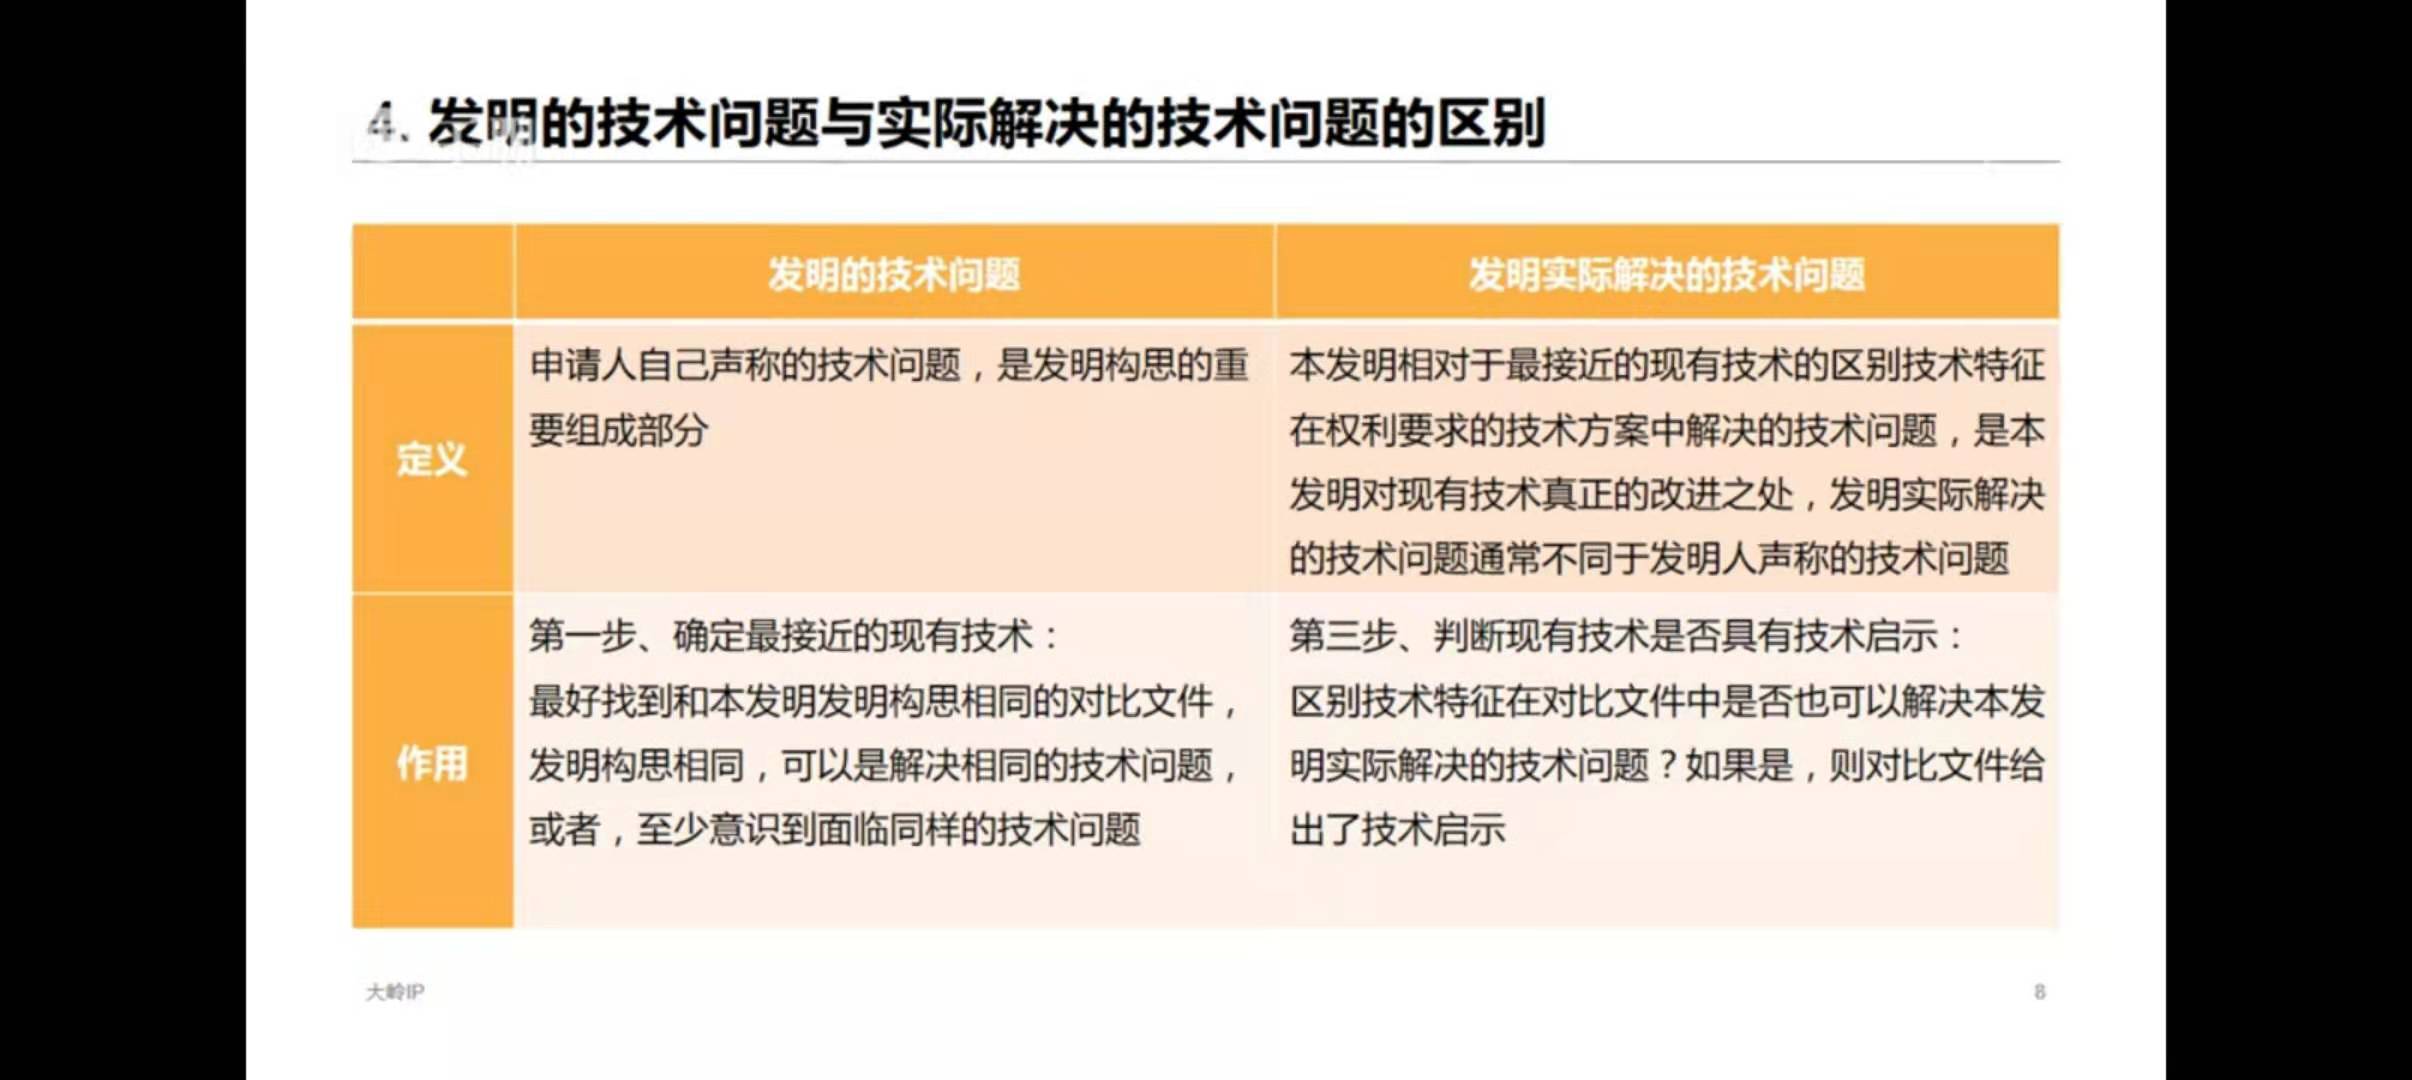 4. 发明的技术问题与实际解决的技术问题的区别
发明的技术问题
发明实际解决的技术问题
定义
申请人自己声称的技术问题，是发明构思的重
要组成部分
本发明相对于最接近的现有技术的区别技术特征
在权利要求的技术方案中解决的技术问题，是本
发明对现有技术真正的改进之处，发明实际解决
的技术问题通常不同于发明人声称的技术问题
作用
第一步、确定最接近的现有技术：
最好找到和本发明发明构思相同的对比文件，
发明构思相同，可以是解决相同的技术问题，
或者，至少意识到面临同样的技术问题
第三步、判断现有技术是否具有技术启示：
区别技术特征在对比文件中是否也可以解决本发
明实际解决的技术问题？如果是，则对比文件给
出了技术启示
大岭IP
8